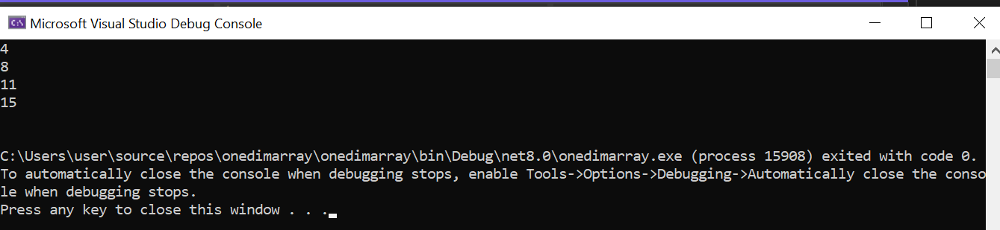 Microsoft Visual Studio Debug Console
4
8
11
15
C:\Users\user\source\repos\onedimarray\onedimarray\bin\Debug\net8.0\onedimarray.exe (process 15908) exited with code 0.
To automatically close the console when debugging stops, enable Tools->Options->Debugging->Automatically close the conso
le when debugging stops.
Press any key to close this window . . .